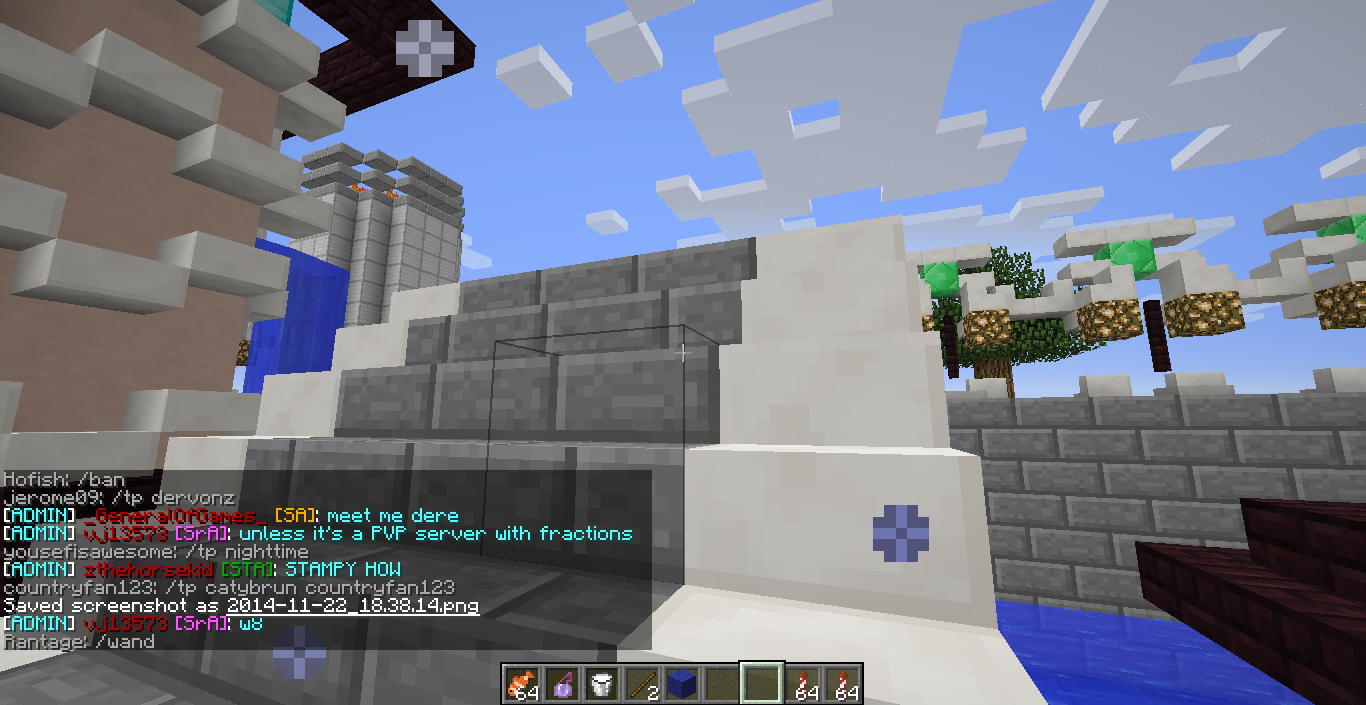 Hofish: /ban
jerome09: /tp dervonz
[ADMIN] _GeneralOfGames_ [SA]: meet me dere
[ADMIN] vj13573 [SrA]: unless it's a PVP server with fractions
yousefisawesome: /tp nighttime
[ADMIN] zthehorsekid [STA]: STAMPY HOW
countryfan123: /tp catybrun countryfan123
Saved screenshot as 2014-11-22_18.38.14.png
[ADMIN] vj13573 [SrA]: w8
Rantage: /wand
64 2 64 64